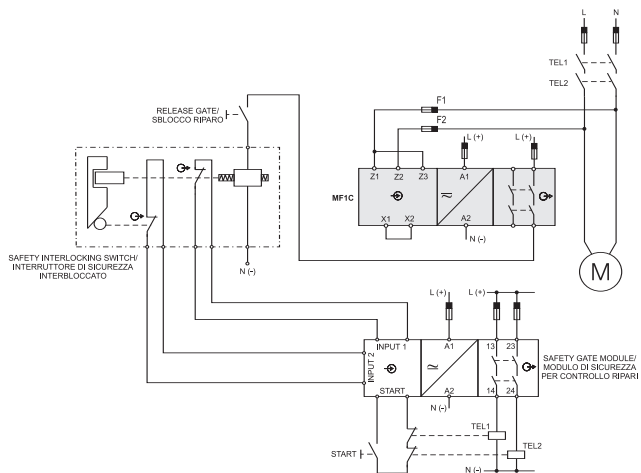 L N
TEL1
TEL2
F1
F2
RELEASE GATE/
SBLOCCO RIPARO
L (+) L (+)
Z1 Z2 Z3 A1
MF1C
X1 X2 A2
N (-)
M
N (-)
SAFETY INTERLOCKING SWITCH/
INTERRUTTORE DI SICUREZZA
INTERBLOCCATO
L (+) L (+)
INPUT 1 A1 13 23
INPUT 2
SAFETY GATE MODULE/
MODULO DI SICUREZZA
PER CONTROLLO RIPARI
START A2 14 24
N (-)
TEL1
START
TEL2
N (-)